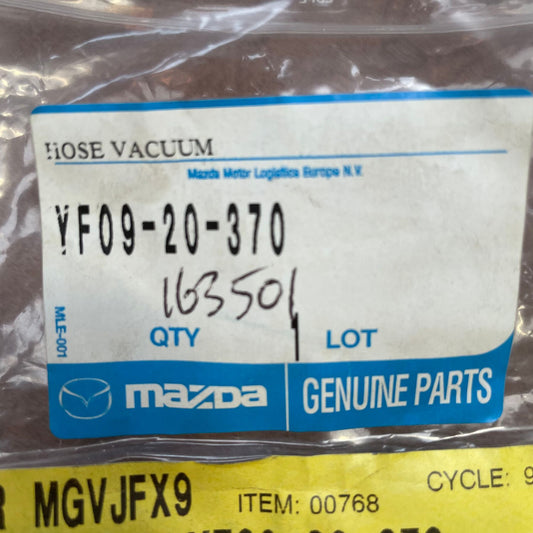 HOSE VACUUM
Mazda Motor Logistics Europe N.V.
YF09-20-370
163501
QTY 1 LOT
MLE-001
mazda GENUINE PARTS
R MGVJFX9 ITEM: 00768 CYCLE: 9